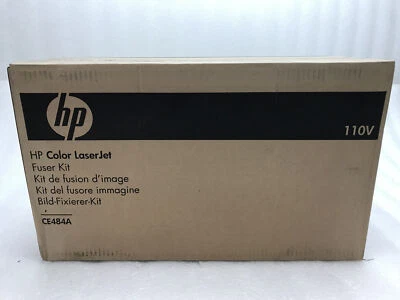 hp
110V
HP Color LaserJet
Fuser Kit
Kit de fusion d'image
Kit del fusore immagine
Bild-Fixierer-Kit
CE484A